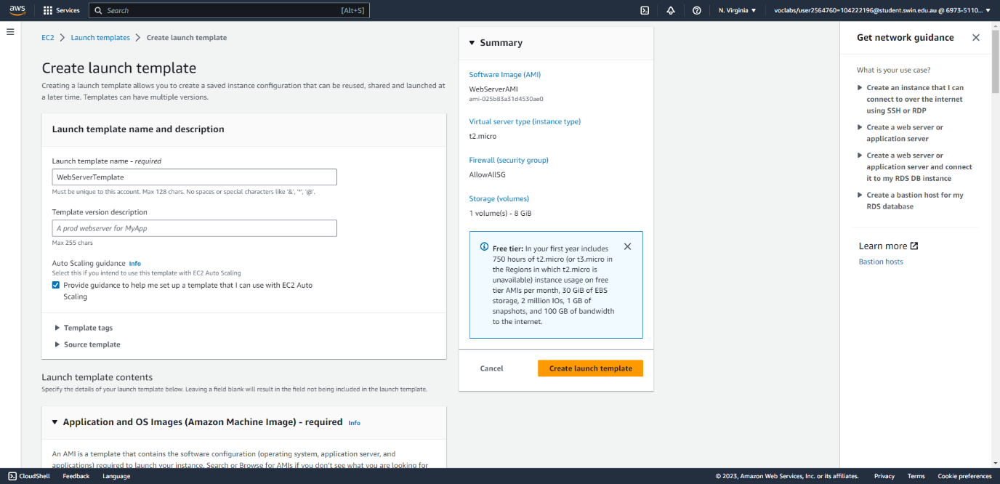 aws
Services
Search
[Alt+S]
N. Virginia
voclabs/user2564760=104222196@student.swin.edu.au @ 6973-5110...
EC2
Launch templates
Create launch template
Create launch template
Creating a launch template allows you to create a saved instance configuration that can be reused, shared and launched at
a later time. Templates can have multiple versions.
Launch template name and description
Launch template name - required
WebServerTemplate
Must be unique to this account. Max 128 chars. No spaces or special characters like '&', '*', '@'.
Template version description
A prod webserver for MyApp
Max 255 chars
Auto Scaling guidance Info
Select this if you intend to use this template with EC2 Auto Scaling
Provide guidance to help me set up a template that I can use with EC2 Auto
Scaling
Template tags
Source template
Launch template contents
Specify the details of your launch template below. Leaving a field blank will result in the field not being included in the launch template.
Application and OS Images (Amazon Machine Image) - required Info
An AMI is a template that contains the software configuration (operating system, application server, and
applications) required to launch your instance. Search or Browse for AMIs if you don't see what you are looking for
Summary
Software Image (AMI)
WebServerAMI
ami-025b83a31d4530ae0
Virtual server type (instance type)
t2.micro
Firewall (security group)
AllowAllSG
Storage (volumes)
1 volume(s) - 8 GiB
Free tier: In your first year includes
750 hours of t2.micro (or t3.micro in
the Regions in which t2.micro is
unavailable) instance usage on free
tier AMIs per month, 30 GiB of EBS
storage, 2 million IOs, 1 GB of
snapshots, and 100 GB of bandwidth
to the internet.
Cancel
Create launch template
Get network guidance
What is your use case?
Create an instance that I can
connect to over the internet
using SSH or RDP
Create a web server or
application server
Create a web server or
application server and connect
it to my RDS DB instance
Create a bastion host for my
RDS database
Learn more
Bastion hosts
CloudShell
Feedback
Language
© 2023, Amazon Web Services, Inc. or its affiliates.
Privacy
Terms
Cookie preferences